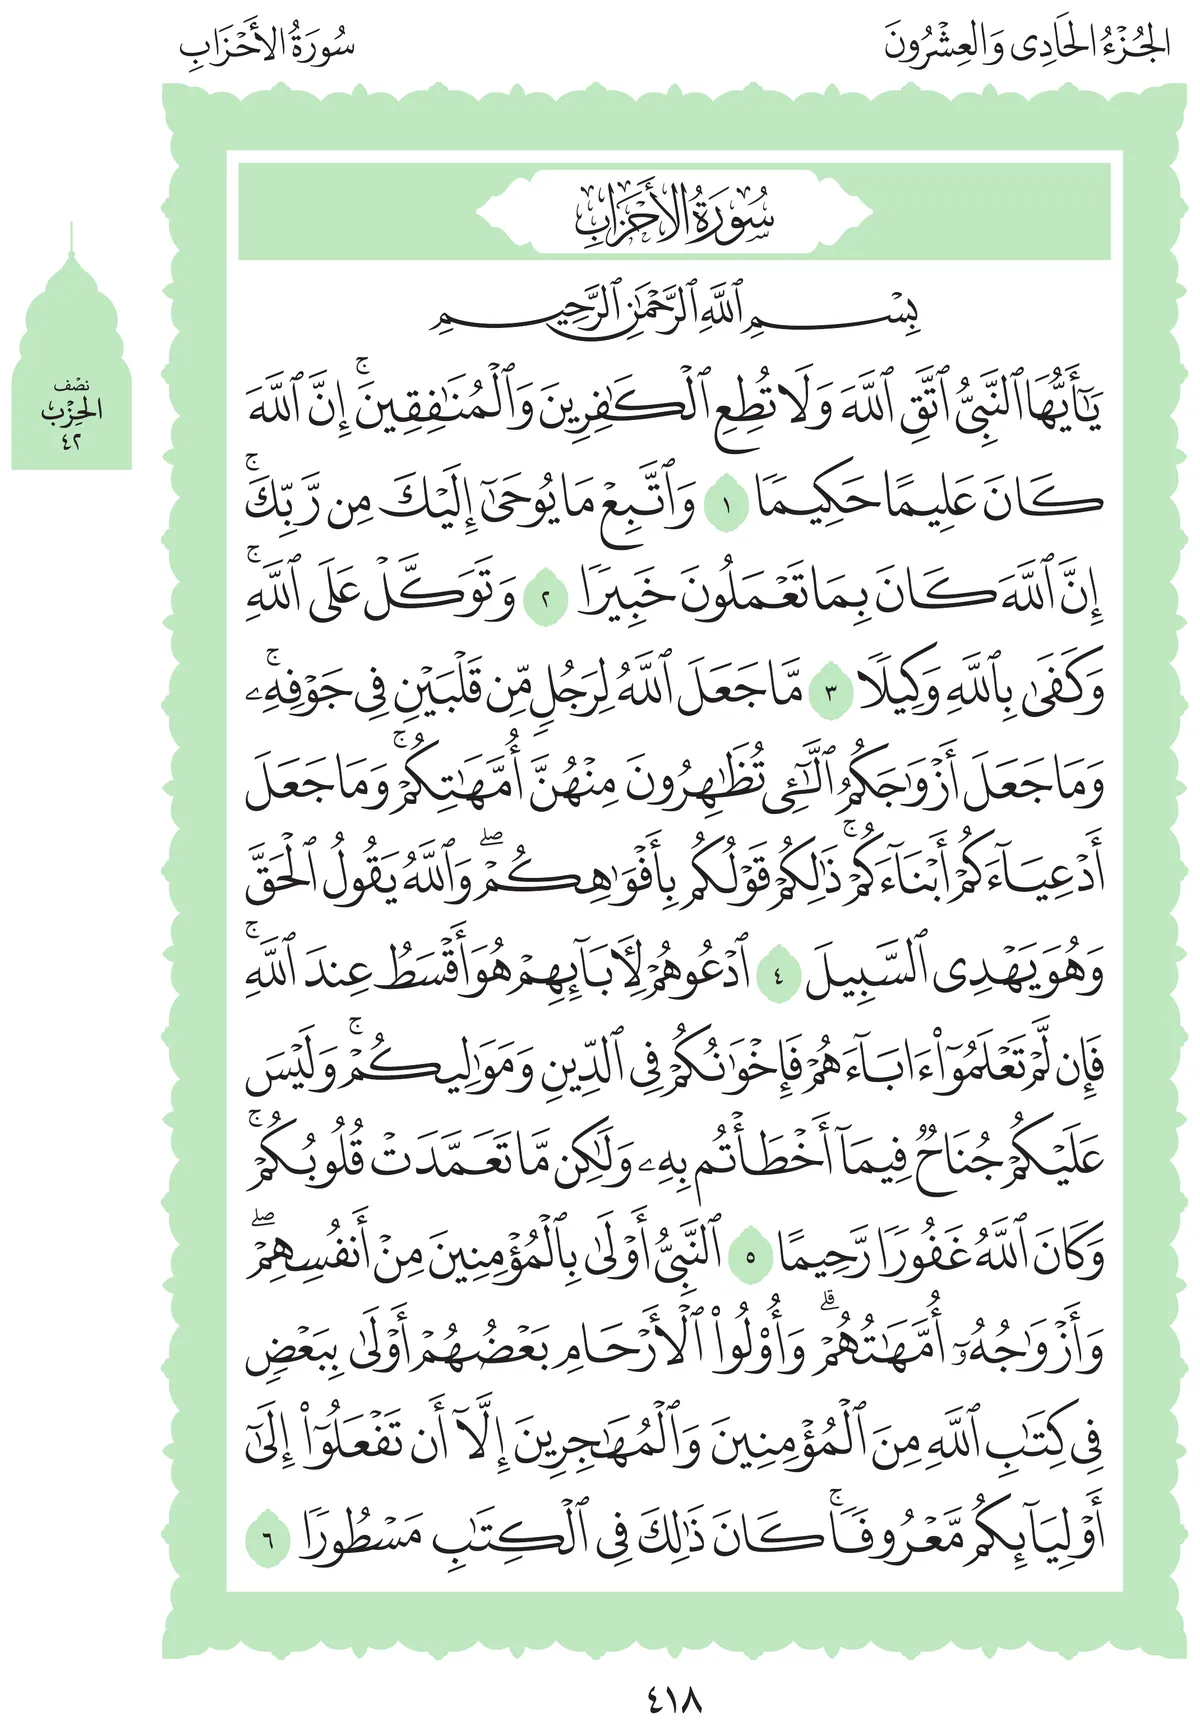 الجُزْءُ الحَادِى وَالعِشْرُونَ
سُورَةُ الأَحْزَابِ
سُورَةُ الأَحْزَابِ
بِسْمِ ٱللَّهِ ٱلرَّحْمَٰنِ ٱلرَّحِيمِ
يَٰٓأَيُّهَا ٱلنَّبِىُّ ٱتَّقِ ٱللَّهَ وَلَا تُطِعِ ٱلْكَٰفِرِينَ وَٱلْمُنَٰفِقِينَۚ إِنَّ ٱللَّهَ
كَانَ عَلِيمًا حَكِيمًا ١ وَٱتَّبِعْ مَا يُوحَىٰٓ إِلَيْكَ مِن رَّبِّكَۚ
إِنَّ ٱللَّهَ كَانَ بِمَا تَعْمَلُونَ خَبِيرًا ٢ وَتَوَكَّلْ عَلَى ٱللَّهِۚ
وَكَفَىٰ بِٱللَّهِ وَكِيلًا ٣ مَّا جَعَلَ ٱللَّهُ لِرَجُلٍ مِّن قَلْبَيْنِ فِى جَوْفِهِۦۚ
وَمَا جَعَلَ أَزْوَٰجَكُمُ ٱلَّٰٓـِٔى تُظَٰهِرُونَ مِنْهُنَّ أُمَّهَٰتِكُمْۚ وَمَا جَعَلَ
أَدْعِيَآءَكُمْ أَبْنَآءَكُمْۚ ذَٰلِكُمْ قَوْلُكُم بِأَفْوَٰهِكُمْۖ وَٱللَّهُ يَقُولُ ٱلْحَقَّ
وَهُوَ يَهْدِى ٱلسَّبِيلَ ٤ ٱدْعُوهُمْ لِأٓبَآئِهِمْ هُوَ أَقْسَطُ عِندَ ٱللَّهِۚ
فَإِن لَّمْ تَعْلَمُوٓا۟ ءَابَآءَهُمْ فَإِخْوَٰنُكُمْ فِى ٱلدِّينِ وَمَوَٰلِيكُمْۚ وَلَيْسَ
عَلَيْكُمْ جُنَاحٌ فِيمَآ أَخْطَأْتُم بِهِۦ وَلَٰكِن مَّا تَعَمَّدَتْ قُلُوبُكُمْۚ
وَكَانَ ٱللَّهُ غَفُورًا رَّحِيمًا ٥ ٱلنَّبِىُّ أَوْلَىٰ بِٱلْمُؤْمِنِينَ مِنْ أَنفُسِهِمْۖ
وَأَزْوَٰجُهُۥٓ أُمَّهَٰتُهُمْۗ وَأُو۟لُوا۟ ٱلْأَرْحَامِ بَعْضُهُمْ أَوْلَىٰ بِبَعْضٍ
فِى كِتَٰبِ ٱللَّهِ مِنَ ٱلْمُؤْمِنِينَ وَٱلْمُهَٰجِرِينَ إِلَّآ أَن تَفْعَلُوٓا۟ إِلَىٰٓ
أَوْلِيَآئِكُم مَّعْرُوفًاۚ كَانَ ذَٰلِكَ فِى ٱلْكِتَٰبِ مَسْطُورًا ٦
نصْف
الحِزْب
٤٢
٤١٨